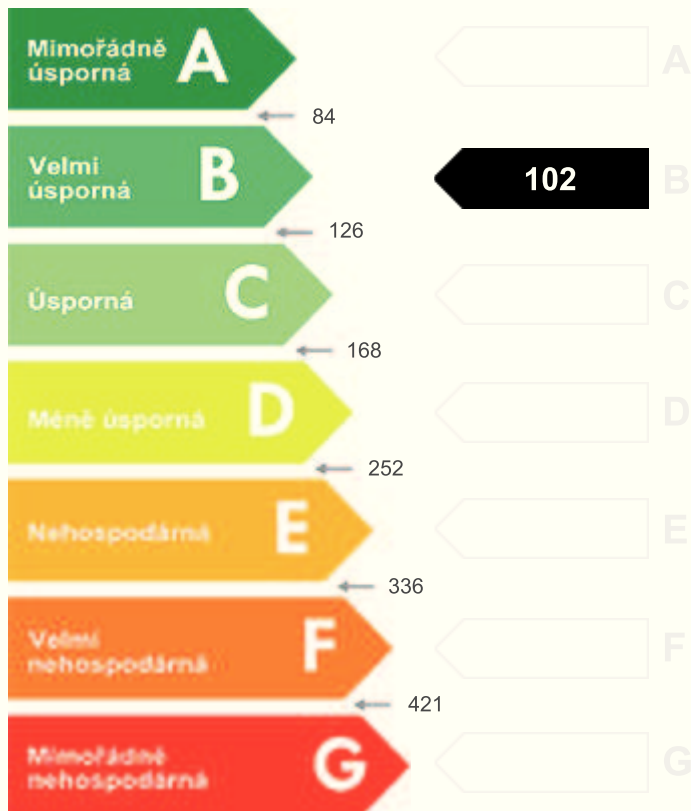 Mimořádně
úsporná
A
A
84
Velmi
úsporná
B
102
B
126
Úsporná
C
C
168
Méně úsporná
D
D
252
Nehospodárná
E
E
336
Velmi
nehospodárná
F
F
421
Mimořádně
nehospodárná
G
G